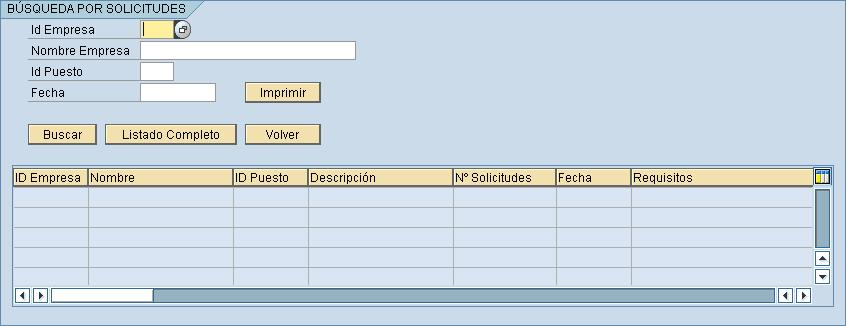 BÚSQUEDA POR SOLICITUDES
Id Empresa
Nombre Empresa
Id Puesto
Fecha Imprimir
Buscar Listado Completo Volver
ID Empresa Nombre ID Puesto Descripción Nº Solicitudes Fecha Requisitos